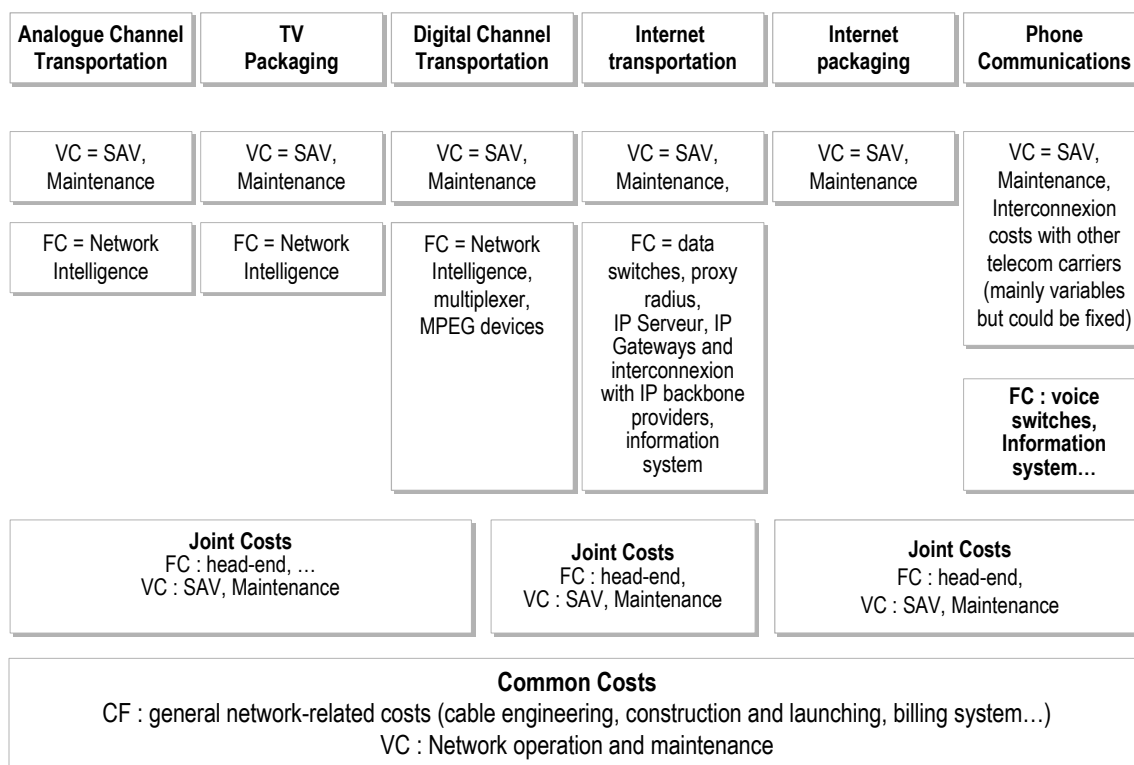 Analogue Channel
Transportation
TV
Packaging
Digital Channel
Transportation
Internet
transportation
Internet
packaging
Phone
Communications
VC = SAV,
Maintenance
VC = SAV,
Maintenance
VC = SAV,
Maintenance
VC = SAV,
Maintenance,
VC = SAV,
Maintenance
VC = SAV,
Maintenance,
Interconnexion
costs with other
telecom carriers
(mainly variables
but could be fixed)
FC = Network
Intelligence
FC = Network
Intelligence
FC = Network
Intelligence,
multiplexer,
MPEG devices
FC = data
switches, proxy
radius,
IP Serveur, IP
Gateways and
interconnexion
with IP backbone
providers,
information
system
FC : voice
switches,
Information
system…
Joint Costs
FC : head-end, …
VC : SAV, Maintenance
Joint Costs
FC : head-end,
VC : SAV, Maintenance
Joint Costs
FC : head-end,
VC : SAV, Maintenance
Common Costs
CF : general network-related costs (cable engineering, construction and launching, billing system…)
VC : Network operation and maintenance